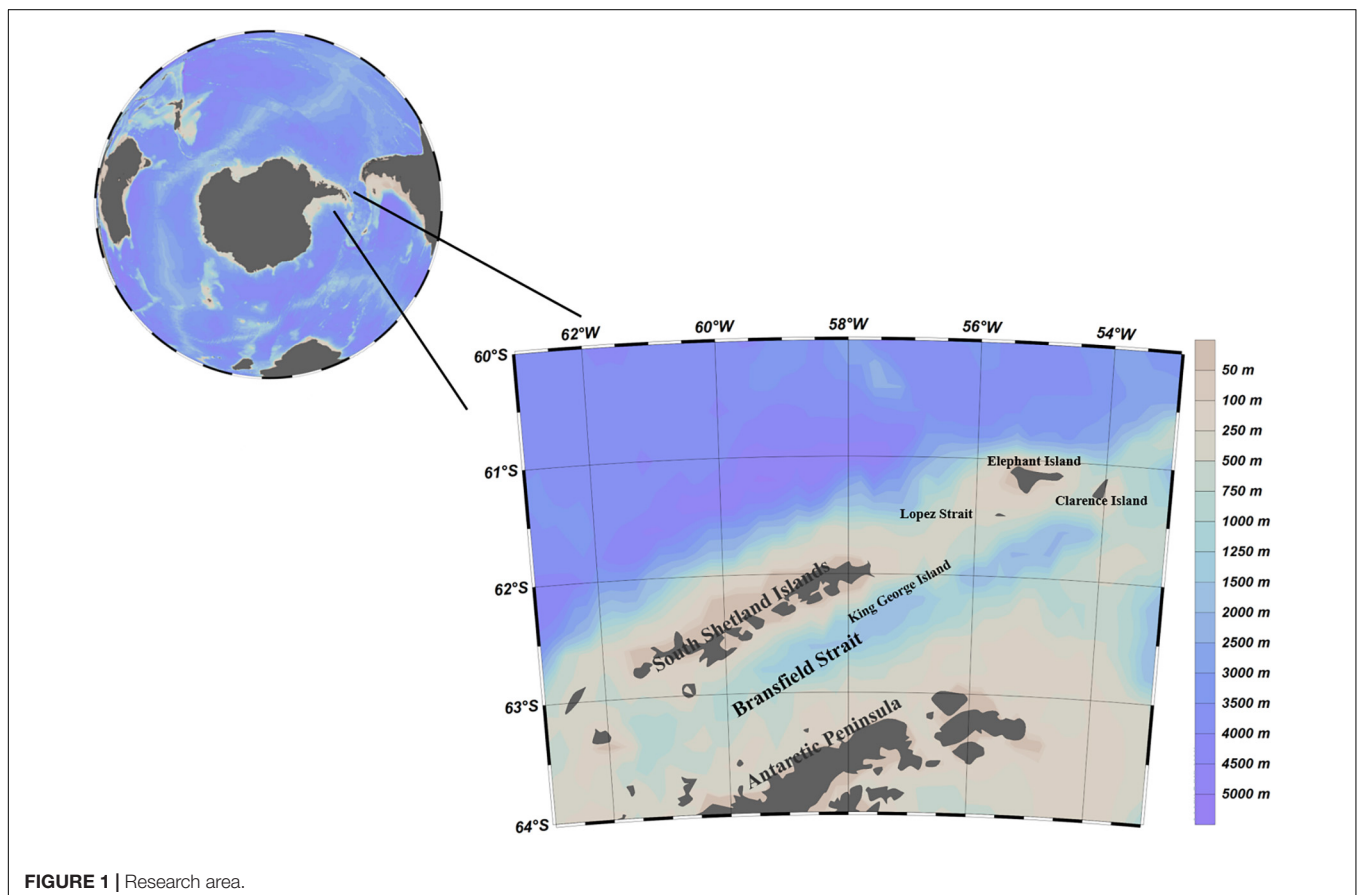 62°W
60°W
58°W
56°W
54°W
60°S
61°S
62°S
63°S
64°S
Elephant Island
Clarence Island
Lopez Strait
South Shetland Islands
King George Island
Bransfield Strait
Antarctic Peninsula
50 m
100 m
250 m
500 m
750 m
1000 m
1250 m
1500 m
2000 m
2500 m
3000 m
3500 m
4000 m
4500 m
5000 m
FIGURE 1 | Research area.